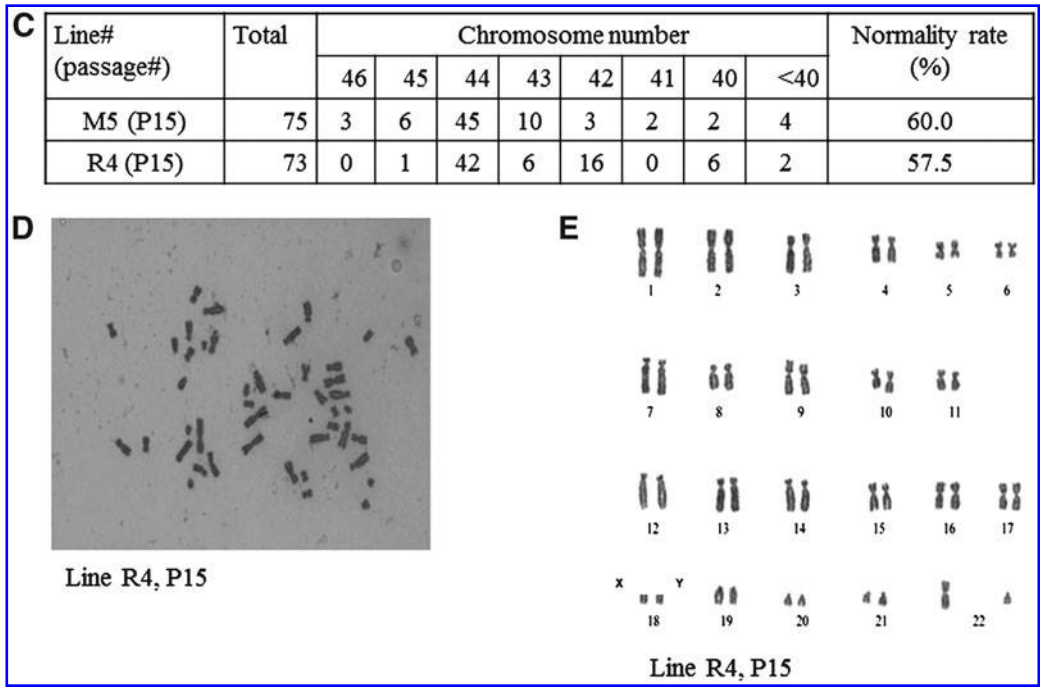 C
Line# (passage#) Total Chromosome number Normality rate (%)
46 45 44 43 42 41 40 <40
M5 (P15) 75 3 6 45 10 3 2 2 4 60.0
R4 (P15) 73 0 1 42 6 16 0 6 2 57.5
D
Line R4, P15
E
1 2 3 4 5 6
7 8 9 10 11
12 13 14 15 16 17
X Y
18 19 20 21 22
Line R4, P15